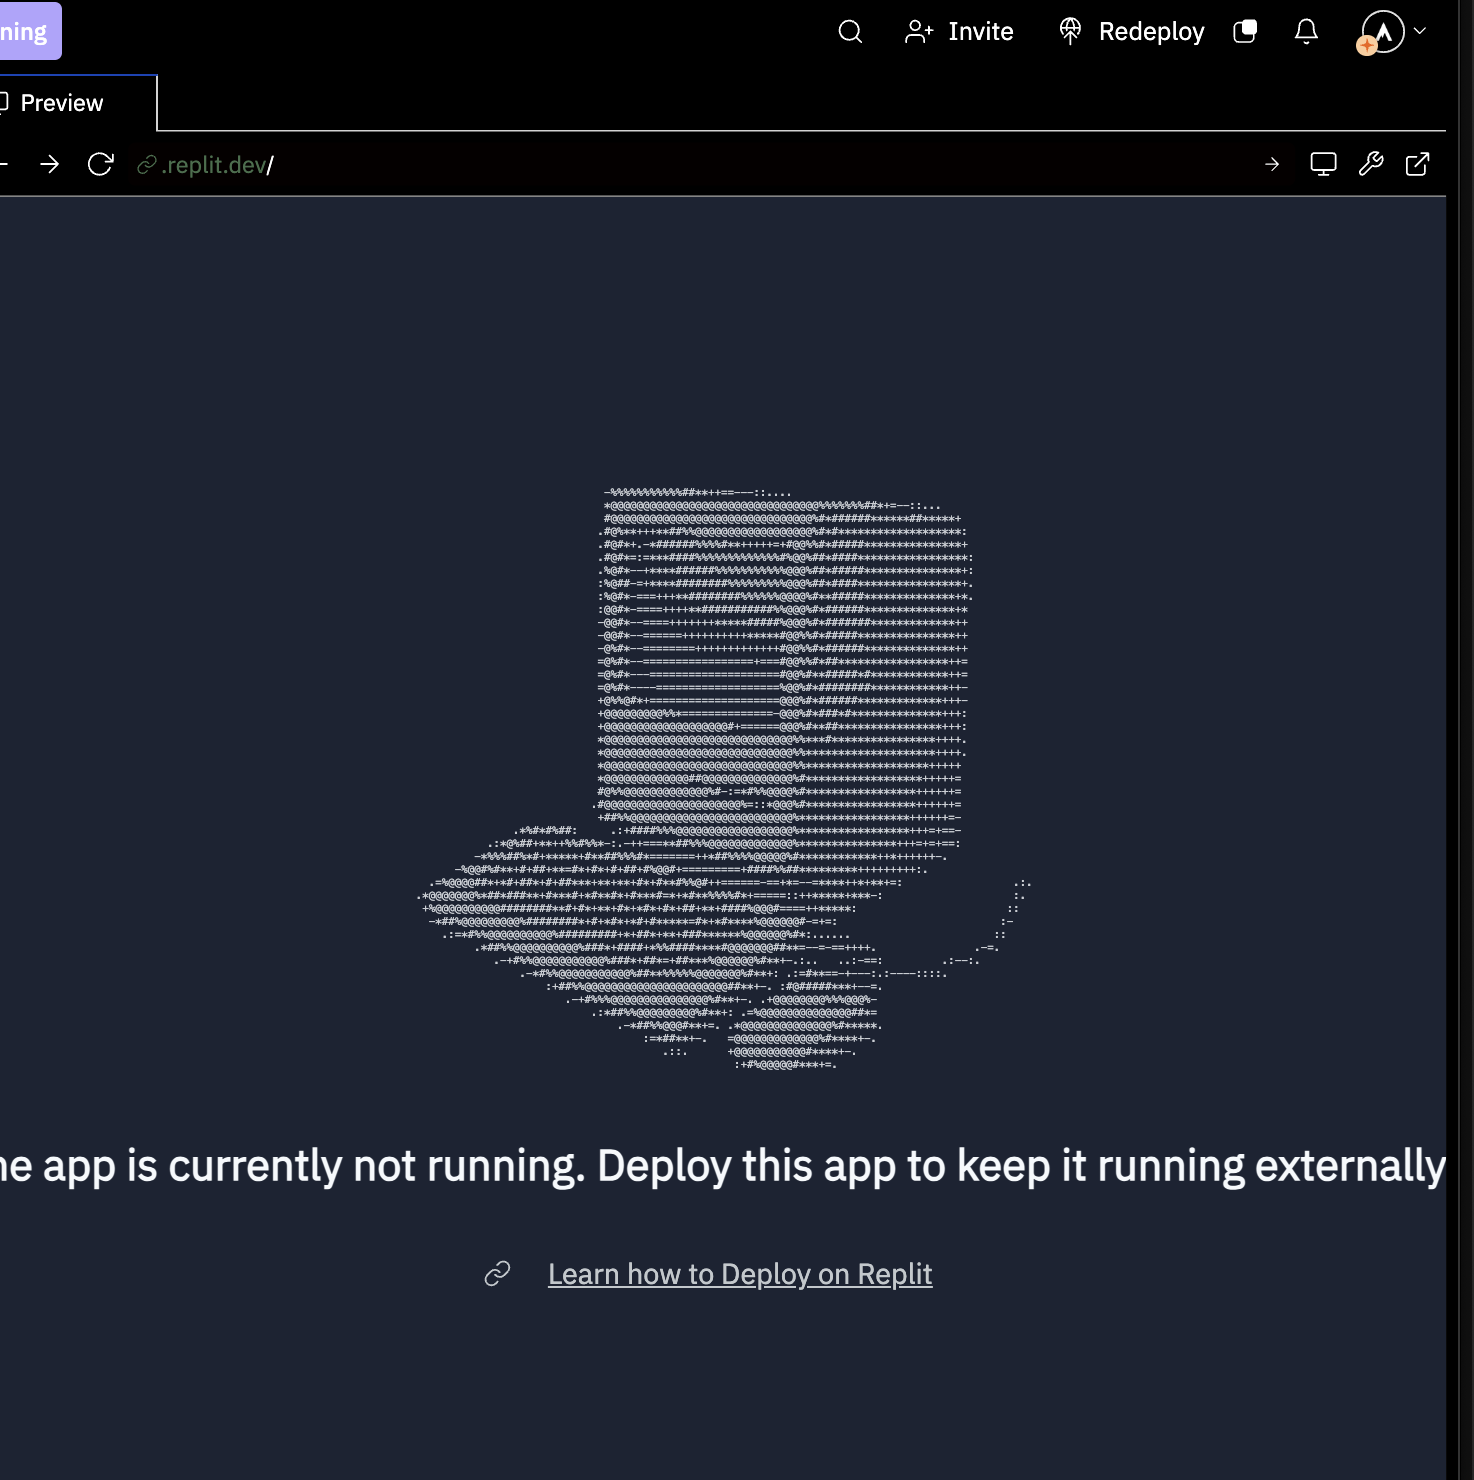 ning
Invite
Redeploy
Preview
.replit.dev/
he app is currently not running. Deploy this app to keep it running externally
Learn how to Deploy on Replit